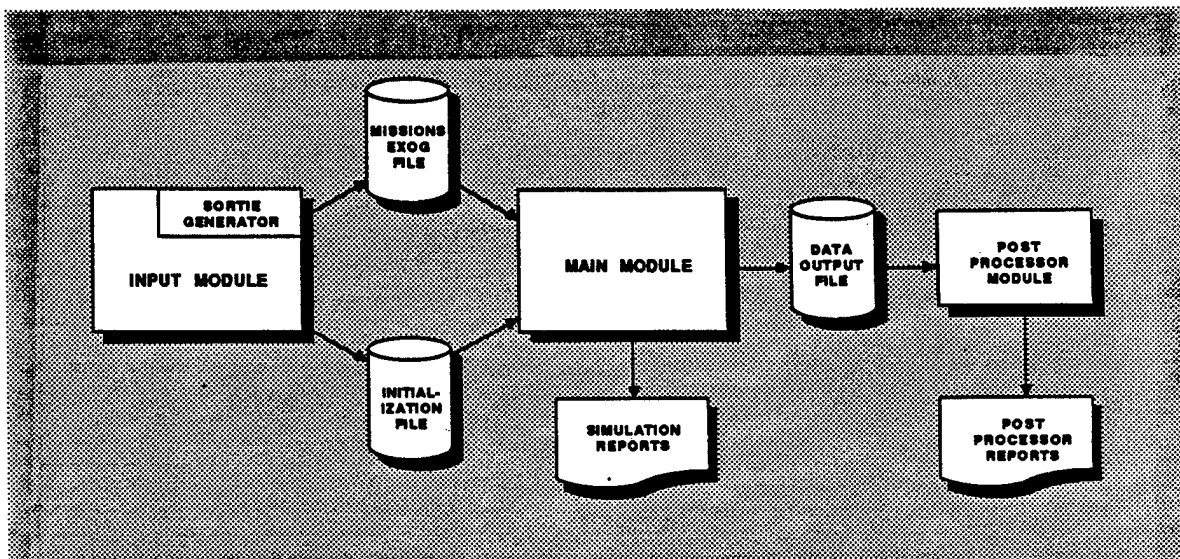 MISSIONS
EXOG
FILE
SORTIE
GENERATOR
INPUT MODULE
INITIAL-
IZATION
FILE
MAIN MODULE
SIMULATION
REPORTS
DATA
OUTPUT
FILE
POST
PROCESSOR
MODULE
POST
PROCESSOR
REPORTS